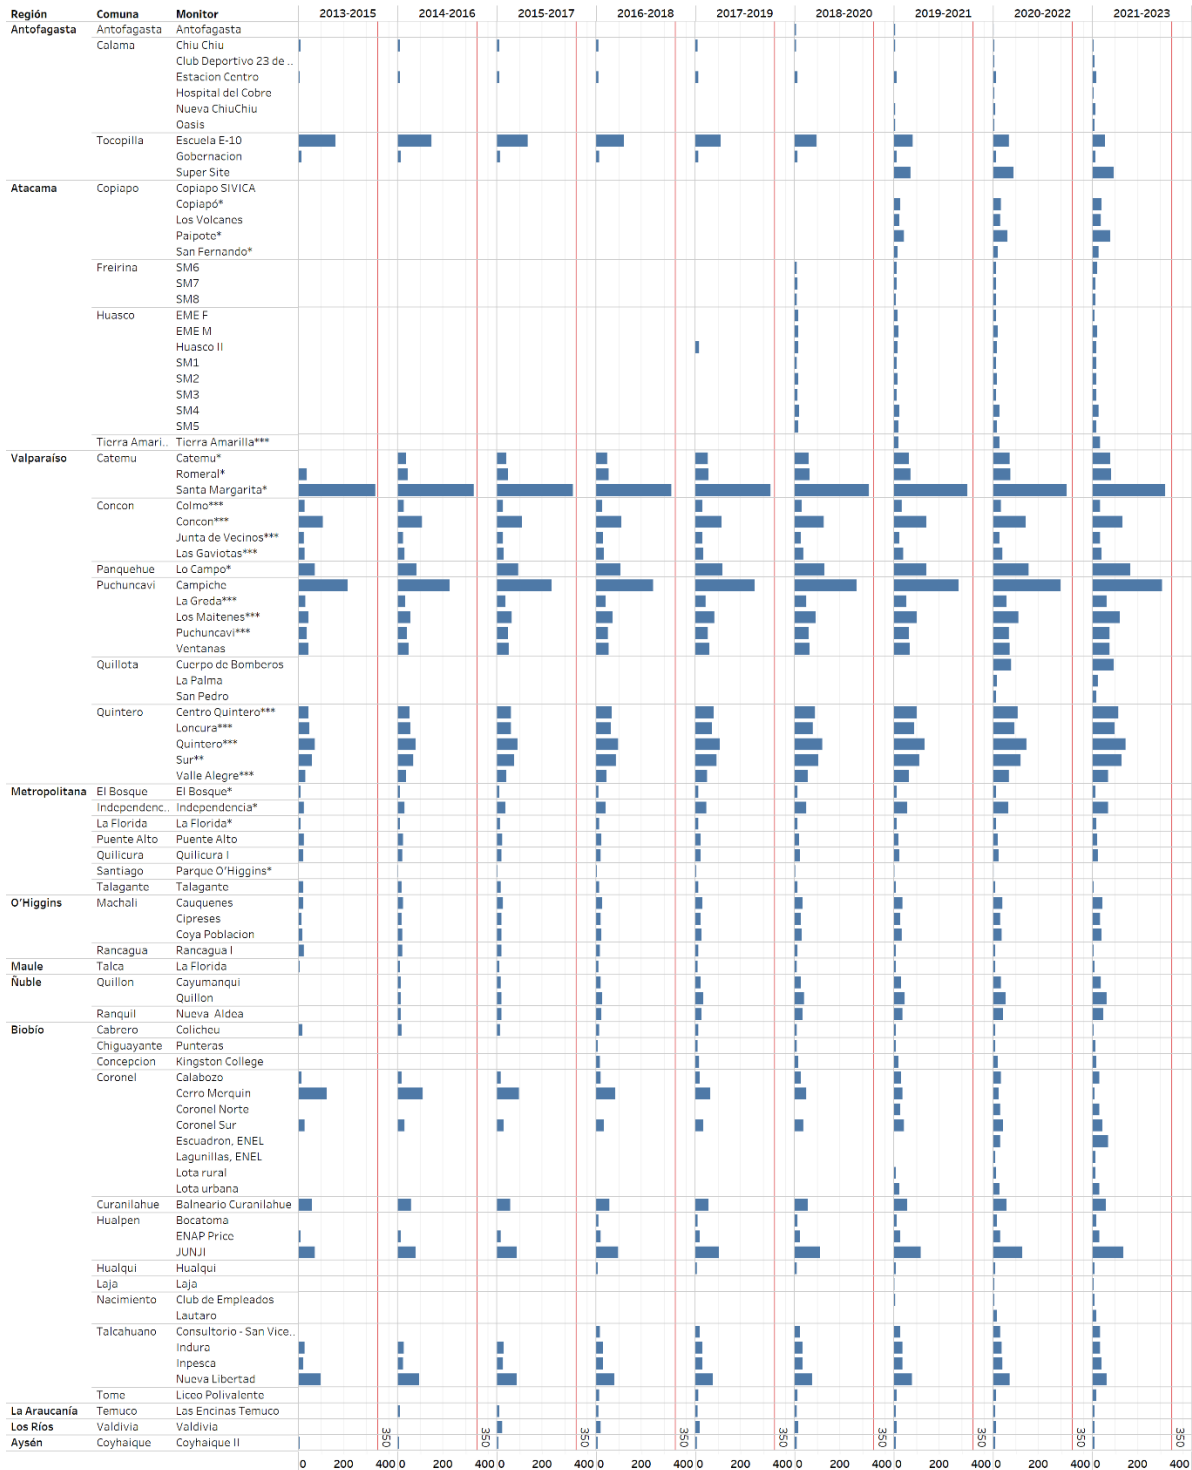 Región Comuna Monitor 2013-2015 2014-2016 2015-2017 2016-2018 2017-2019 2018-2020 2019-2021 2020-2022 2021-2023
Antofagasta Antofagasta Antofagasta
Calama Chiu Chiu
Club Deportivo 23 de ..
Estacion Centro
Hospital del Cobre
Nueva ChiuChiu
Oasis
Tocopilla Escuela E-10
Gobernacion
Super Site
Atacama Copiapo Copiapo SIVICA
Copiapó*
Los Volcanes
Paipote*
San Fernando*
Freirina SM6
SM7
SM8
Huasco EME F
EME M
Huasco II
SM1
SM2
SM3
SM4
SM5
Tierra Amari.. Tierra Amarilla***
Valparaíso Catemu Catemu*
Romeral*
Santa Margarita*
Concon Colmo***
Concon***
Junta de Vecinos***
Las Gaviotas***
Panquehue Lo Campo*
Puchuncavi Campiche
La Greda***
Los Maitenes***
Puchuncavi***
Ventanas
Quillota Cuerpo de Bomberos
La Palma
San Pedro
Quintero Centro Quintero***
Loncura***
Quintero***
Sur**
Valle Alegre***
Metropolitana El Bosque El Bosque*
Independenc.. Independencia*
La Florida La Florida*
Puente Alto Puente Alto
Quilicura Quilicura I
Santiago Parque O'Higgins*
Talagante Talagante
O'Higgins Machali Cauquenes
Cipreses
Coya Poblacion
Rancagua Rancagua I
Maule Talca La Florida
Ñuble Quillon Cayumanqui
Quillon
Ranquil Nueva Aldea
Biobío Cabrero Colicheu
Chiguayante Punteras
Concepcion Kingston College
Coronel Calabozo
Cerro Merquin
Coronel Norte
Coronel Sur
Escuadron, ENEL
Lagunillas, ENEL
Lota rural
Lota urbana
Curanilahue Balneario Curanilahue
Hualpen Bocatoma
ENAP Price
JUNJI
Hualqui Hualqui
Laja Laja
Nacimiento Club de Empleados
Lautaro
Talcahuano Consultorio - San Vice..
Indura
Inpesca
Nueva Libertad
Tome Liceo Polivalente
La Araucanía Temuco Las Encinas Temuco
Los Ríos Valdivia Valdivia
Aysén Coyhaique Coyhaique II
350 350 350 350 350 350 350 350 350
0 200 400 0 200 400 0 200 400 0 200 400 0 200 400 0 200 400 0 200 400 0 200 400 0 200 400